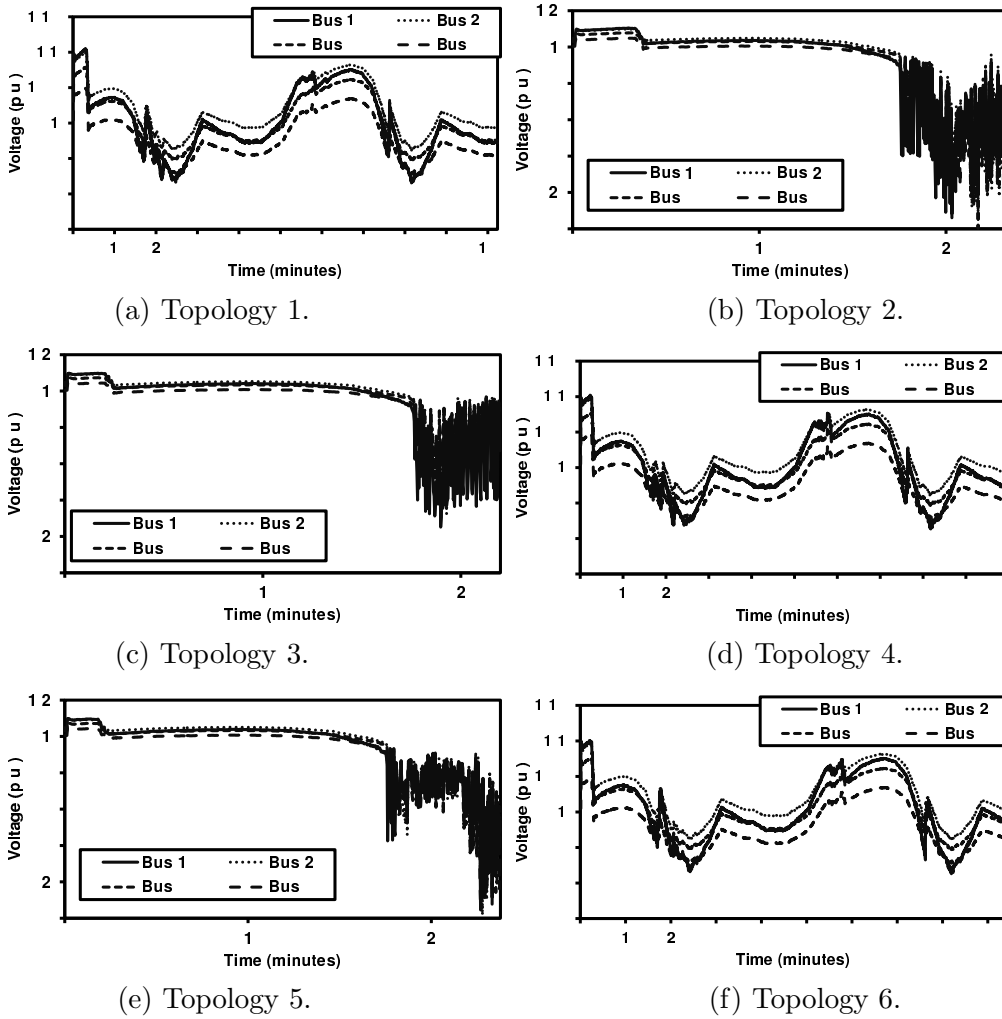 1 1
1 1
1
1
Voltage (p u )
Bus 1
Bus 2
Bus
Bus
1
2
1
Time (minutes)
(a) Topology 1.
1 2
1
2
Voltage (p u )
Bus 1
Bus 2
Bus
Bus
1
2
Time (minutes)
(b) Topology 2.
1 2
1
2
Voltage (p u )
Bus 1
Bus 2
Bus
Bus
1
2
Time (minutes)
(c) Topology 3.
1 1
1 1
1
1
Voltage (p u )
Bus 1
Bus 2
Bus
Bus
1
2
Time (minutes)
(d) Topology 4.
1 2
1
2
Voltage (p u )
Bus 1
Bus 2
Bus
Bus
1
2
Time (minutes)
(e) Topology 5.
1 1
1 1
1
1
Voltage (p u )
Bus 1
Bus 2
Bus
Bus
1
2
Time (minutes)
(f) Topology 6.